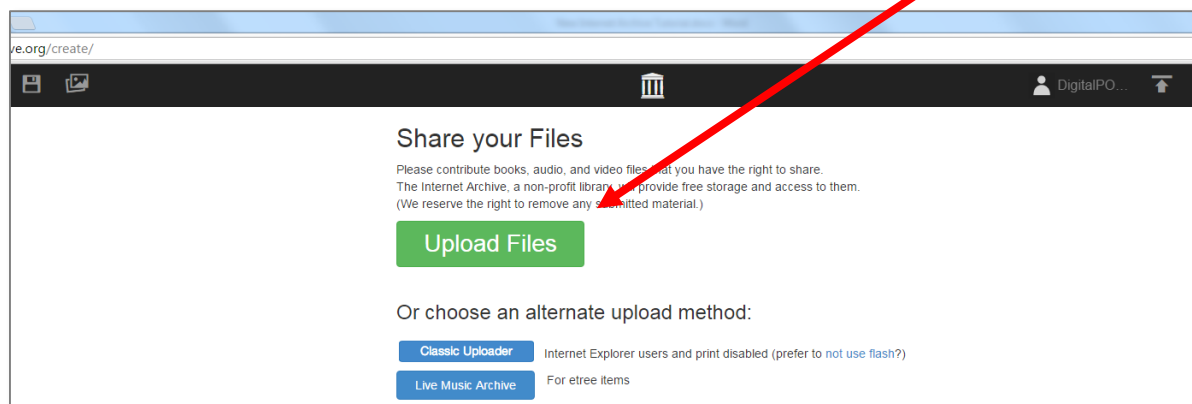 ve.org/create/
DigitalPO...
Share your Files
Please contribute books, audio, and video files that you have the right to share.
The Internet Archive, a non-profit library, will provide free storage and access to them.
(We reserve the right to remove any submitted material.)
Upload Files
Or choose an alternate upload method:
Classic Uploader Internet Explorer users and print disabled (prefer to not use flash?)
Live Music Archive For etree items